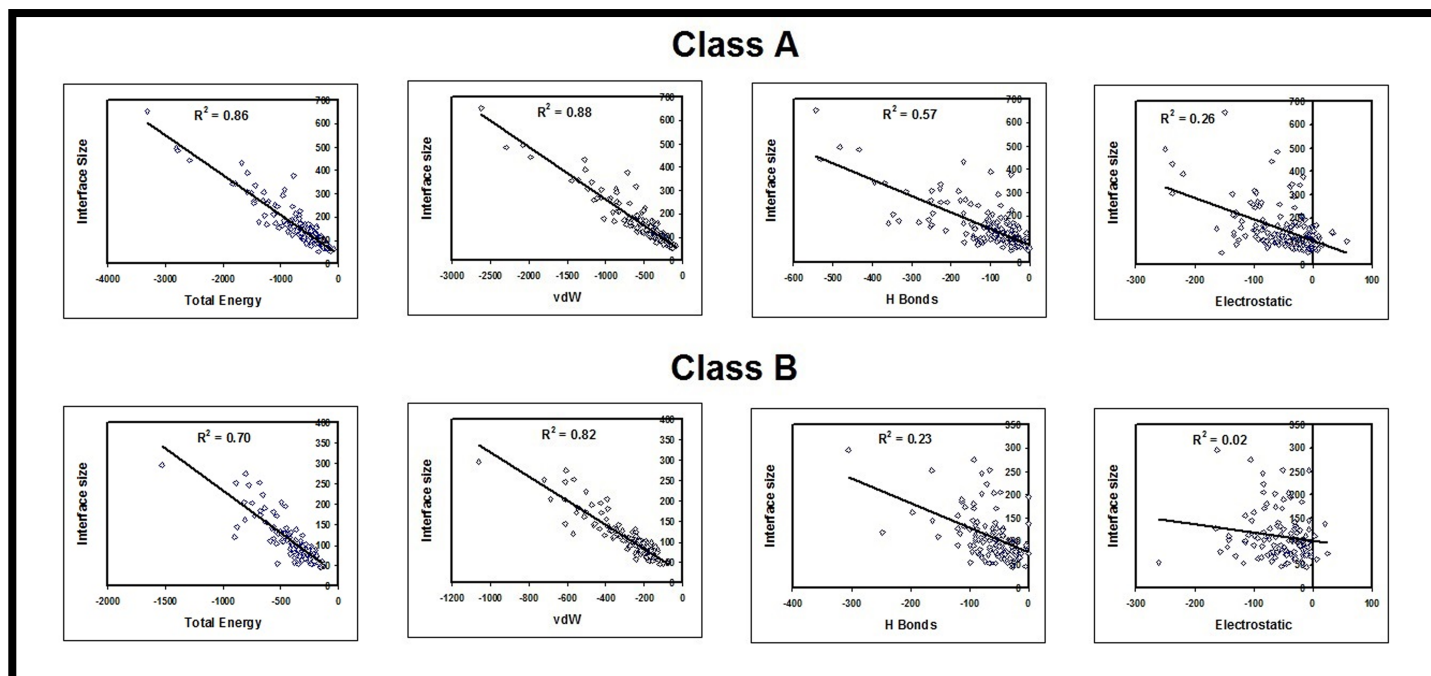 Class A
R² = 0.86
Interface size
700
600
500
400
300
200
100
0
-4000 -3000 -2000 -1000 0
Total Energy
R² = 0.88
Interface size
700
600
500
400
300
200
100
0
-3000 -2500 -2000 -1500 -1000 -500 0
vdW
R² = 0.57
Interface size
700
600
500
400
300
200
100
0
-600 -500 -400 -300 -200 -100 0
H Bonds
R² = 0.26
Interface size
700
600
500
400
300
200
100
0
-300 -200 -100 0 100
Electrostatic
Class B
R² = 0.70
Interface size
400
350
300
250
200
150
100
50
0
-2000 -1500 -1000 -500 0
Total Energy
R² = 0.82
Interface size
400
350
300
250
200
150
100
50
0
-1200 -1000 -800 -600 -400 -200 0
vdW
R² = 0.23
Interface size
350
300
250
200
150
100
50
0
-400 -300 -200 -100 0
H Bonds
R² = 0.02
Interface size
350
300
250
200
150
100
50
0
-300 -200 -100 0 100
Electrostatic